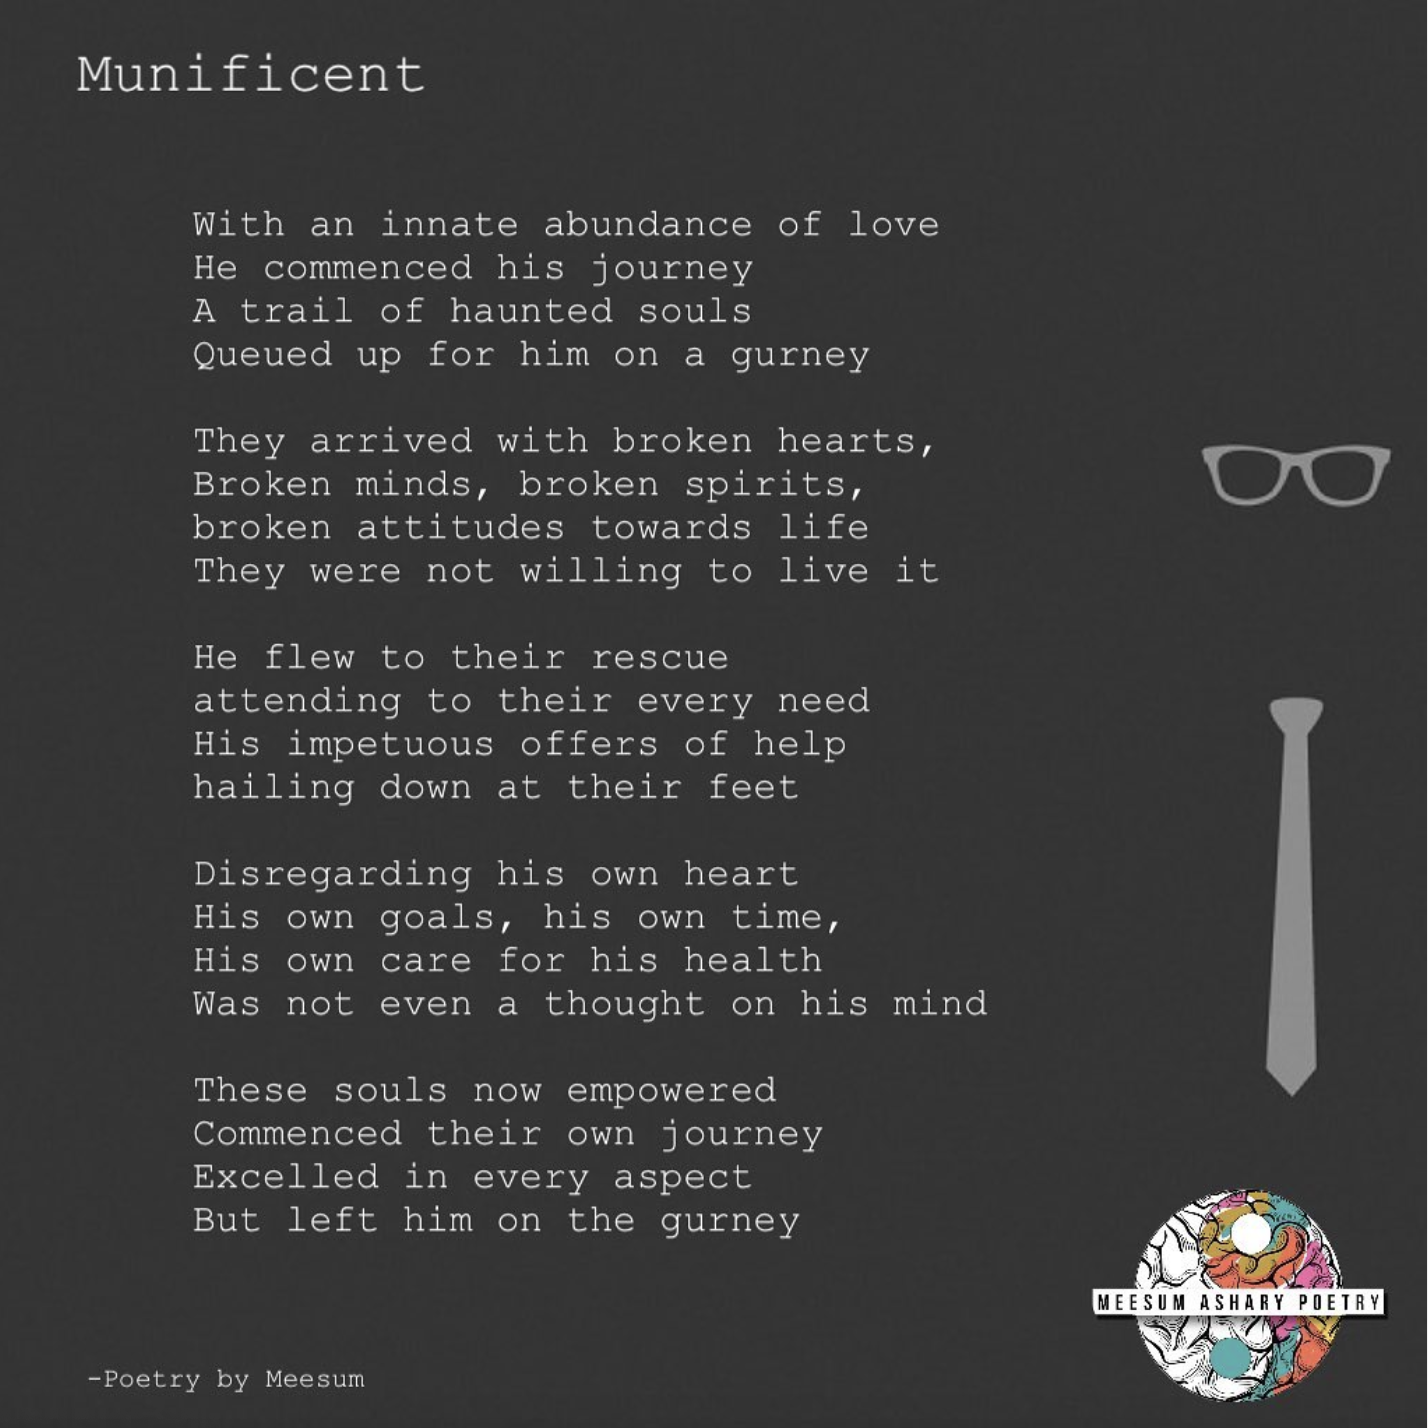 Munificent
With an innate abundance of love
He commenced his journey
A trail of haunted souls
Queued up for him on a gurney
They arrived with broken hearts,
Broken minds, broken spirits,
broken attitudes towards life
They were not willing to live it
He flew to their rescue
attending to their every need
His impetuous offers of help
hailing down at their feet
Disregarding his own heart
His own goals, his own time,
His own care for his health
Was not even a thought on his mind
These souls now empowered
Commenced their own journey
Excelled in every aspect
But left him on the gurney
MEESUM ASHARY POETRY
-Poetry by Meesum